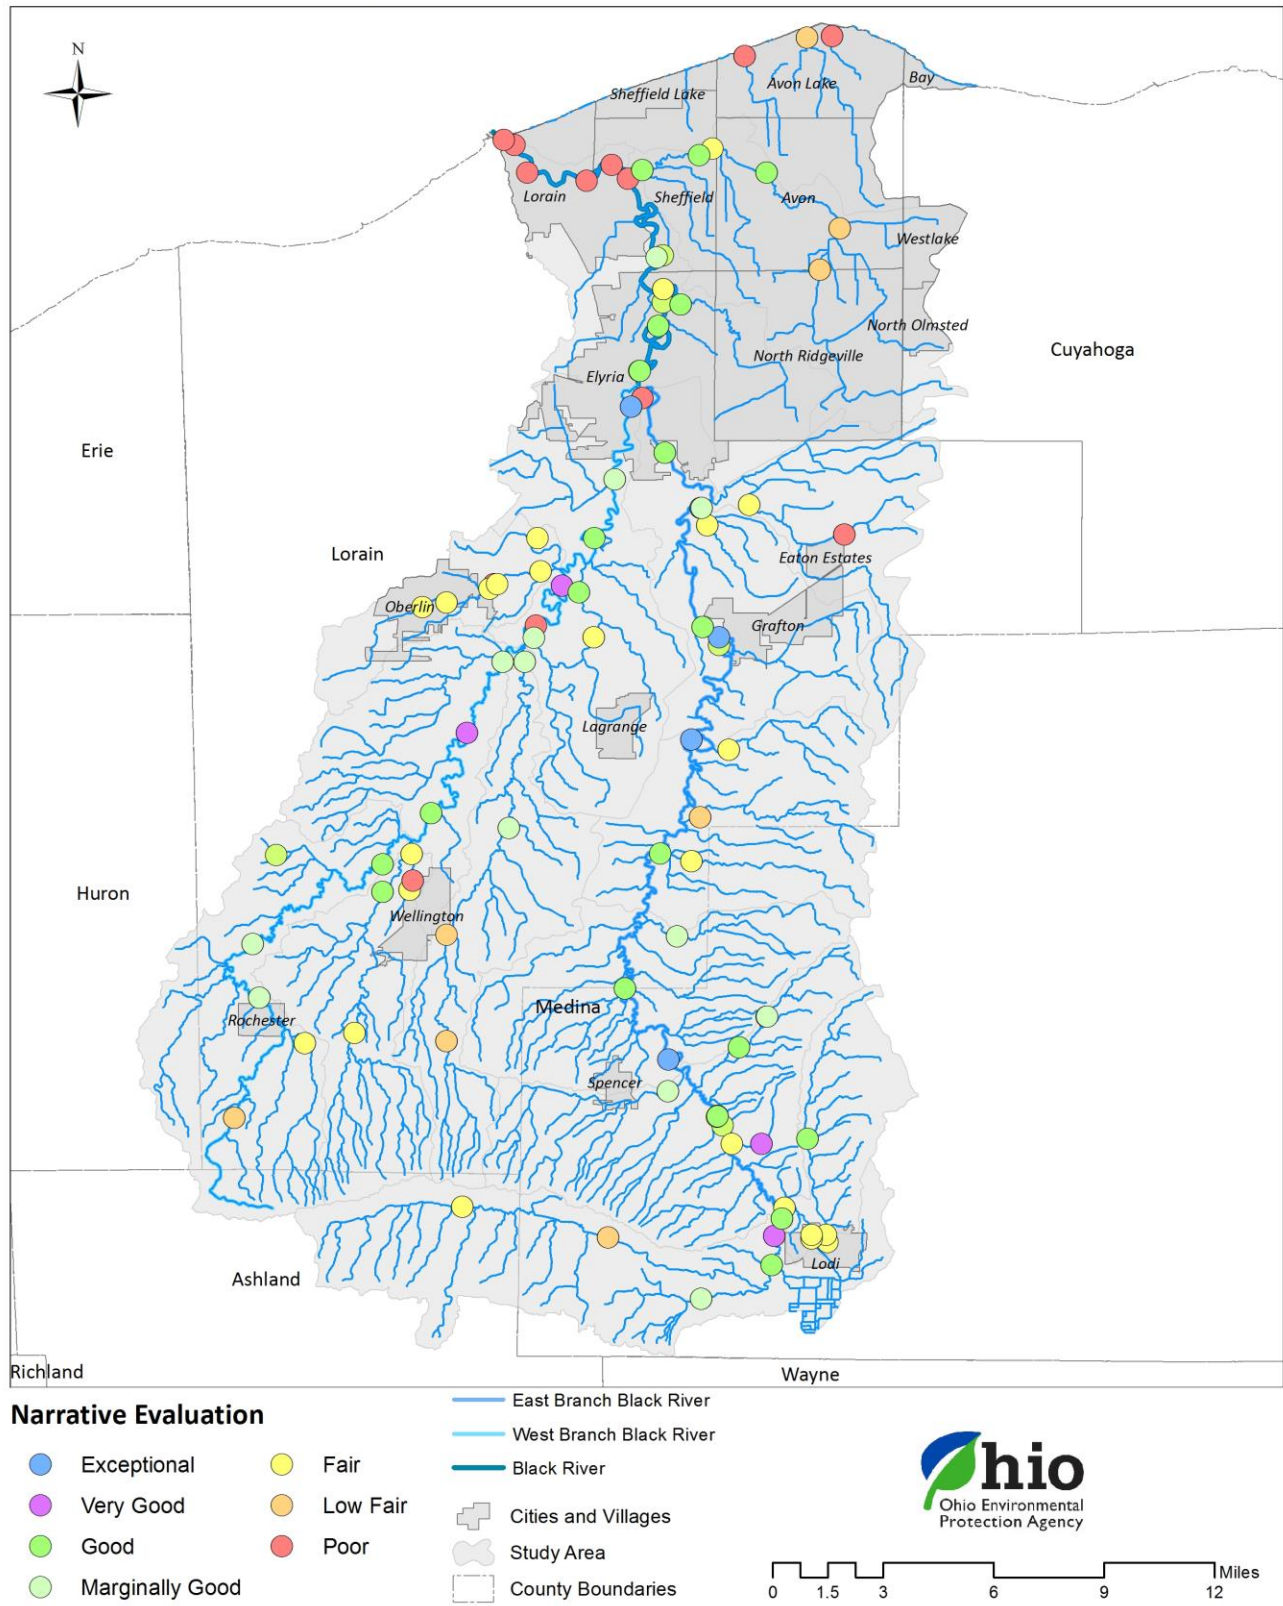 N
Bay
Avon Lake
Sheffield Lake
Lorain
Sheffield
Avon
Westlake
North Olmsted
North Ridgeville
Cuyahoga
Elyria
Erie
Lorain
Eaton Estates
Oberlin
Grafton
Lagrange
Huron
Wellington
Medina
Rochester
Spencer
Lodi
Ashland
Richland
Wayne
Narrative Evaluation
Exceptional
Very Good
Good
Marginally Good
Fair
Low Fair
Poor
East Branch Black River
West Branch Black River
Black River
Cities and Villages
Study Area
County Boundaries
Ohio
Ohio Environmental
Protection Agency
Miles
0 1.5 3 6 9 12